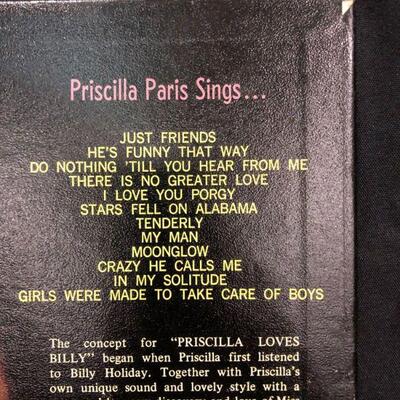 Priscilla Paris Sings...
JUST FRIENDS
HE'S FUNNY THAT WAY
DO NOTHING 'TILL YOU HEAR FROM ME
THERE IS NO GREATER LOVE
I LOVE YOU PORGY
STARS FELL ON ALABAMA
TENDERLY
MY MAN
MOONGLOW
CRAZY HE CALLS ME
IN MY SOLITUDE
GIRLS WERE MADE TO TAKE CARE OF BOYS
The concept for "PRISCILLA LOVES
BILLY" began when Priscilla first listened
to Billy Holiday. Together with Priscilla's
own unique sound and lovely style with a